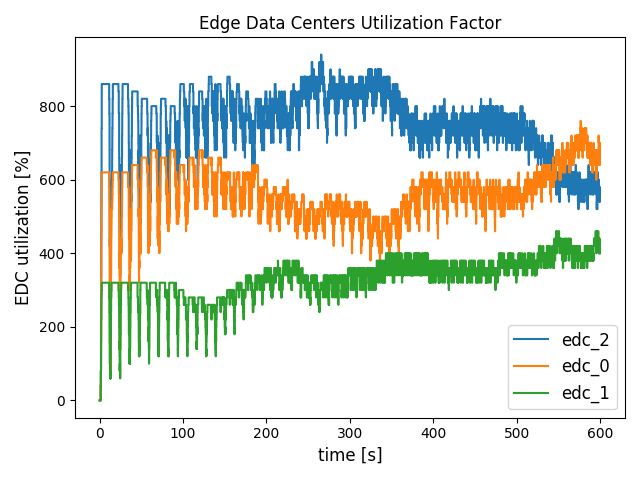 Edge Data Centers Utilization Factor
EDC utilization [%]
800
600
400
200
0
0 100 200 300 400 500 600
time [s]
edc_2
edc_0
edc_1